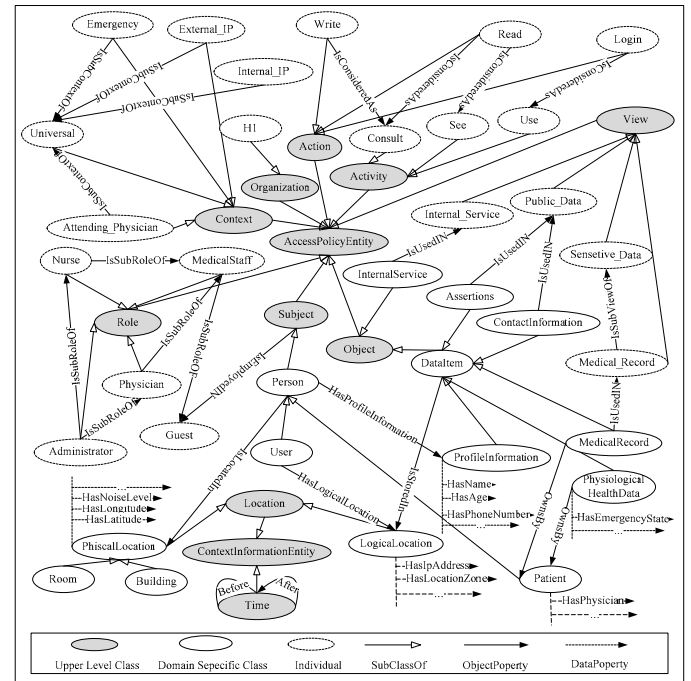 Emergency
External_IP
Write
Read
Login
Internal_IP
IsSubContextOf
IsSubContextOf
IsSubContextOf
IsConsideredAs
IsConsideredAs
IsConsideredAs
IsConsideredAs
Universal
H1
Action
Consult
See
Use
View
Organization
Activity
IsSubContextOf
Attending_Physician
Context
Internal_Service
Public_Data
AccessPolicyEntity
Nurse
IsSubRoleOf
MedicalStaff
IsUsedIN
IsUsedIN
IsUsedIN
Sensetive_Data
InternalService
Assertions
ContactInformation
IssSubViewOf
Role
Subject
Object
DataItem
Medical_Record
IsSubRoleOf
IsSubRoleOf
IsSubRoleOf
IsEmployedIN
Physician
Person
HasProfileInformation
IsUsedIN
IsSubRoleOf
Guest
Administrator
User
ProfileInformation
MedicalRecord
IsLocatedIn
HasLogicalLocation
IsStoredIn
Physiological
HealthData
...
HasNoiseLevel
HasLongitude
HasLatitude
HasName
HasAge
HasPhoneNumber
...
OwnsBy
OwnsBy
HasEmergencyState
...
Location
PhiscalLocation
ContextInformationEntity
LogicaLocation
HasIpAddress
HasLocationZone
...
Room
Building
Before
After
Time
Patient
HasPhysician
...
Upper Level Class
Domain Sepecific Class
Individual
SubClassOf
ObjectPoperty
DataPoperty